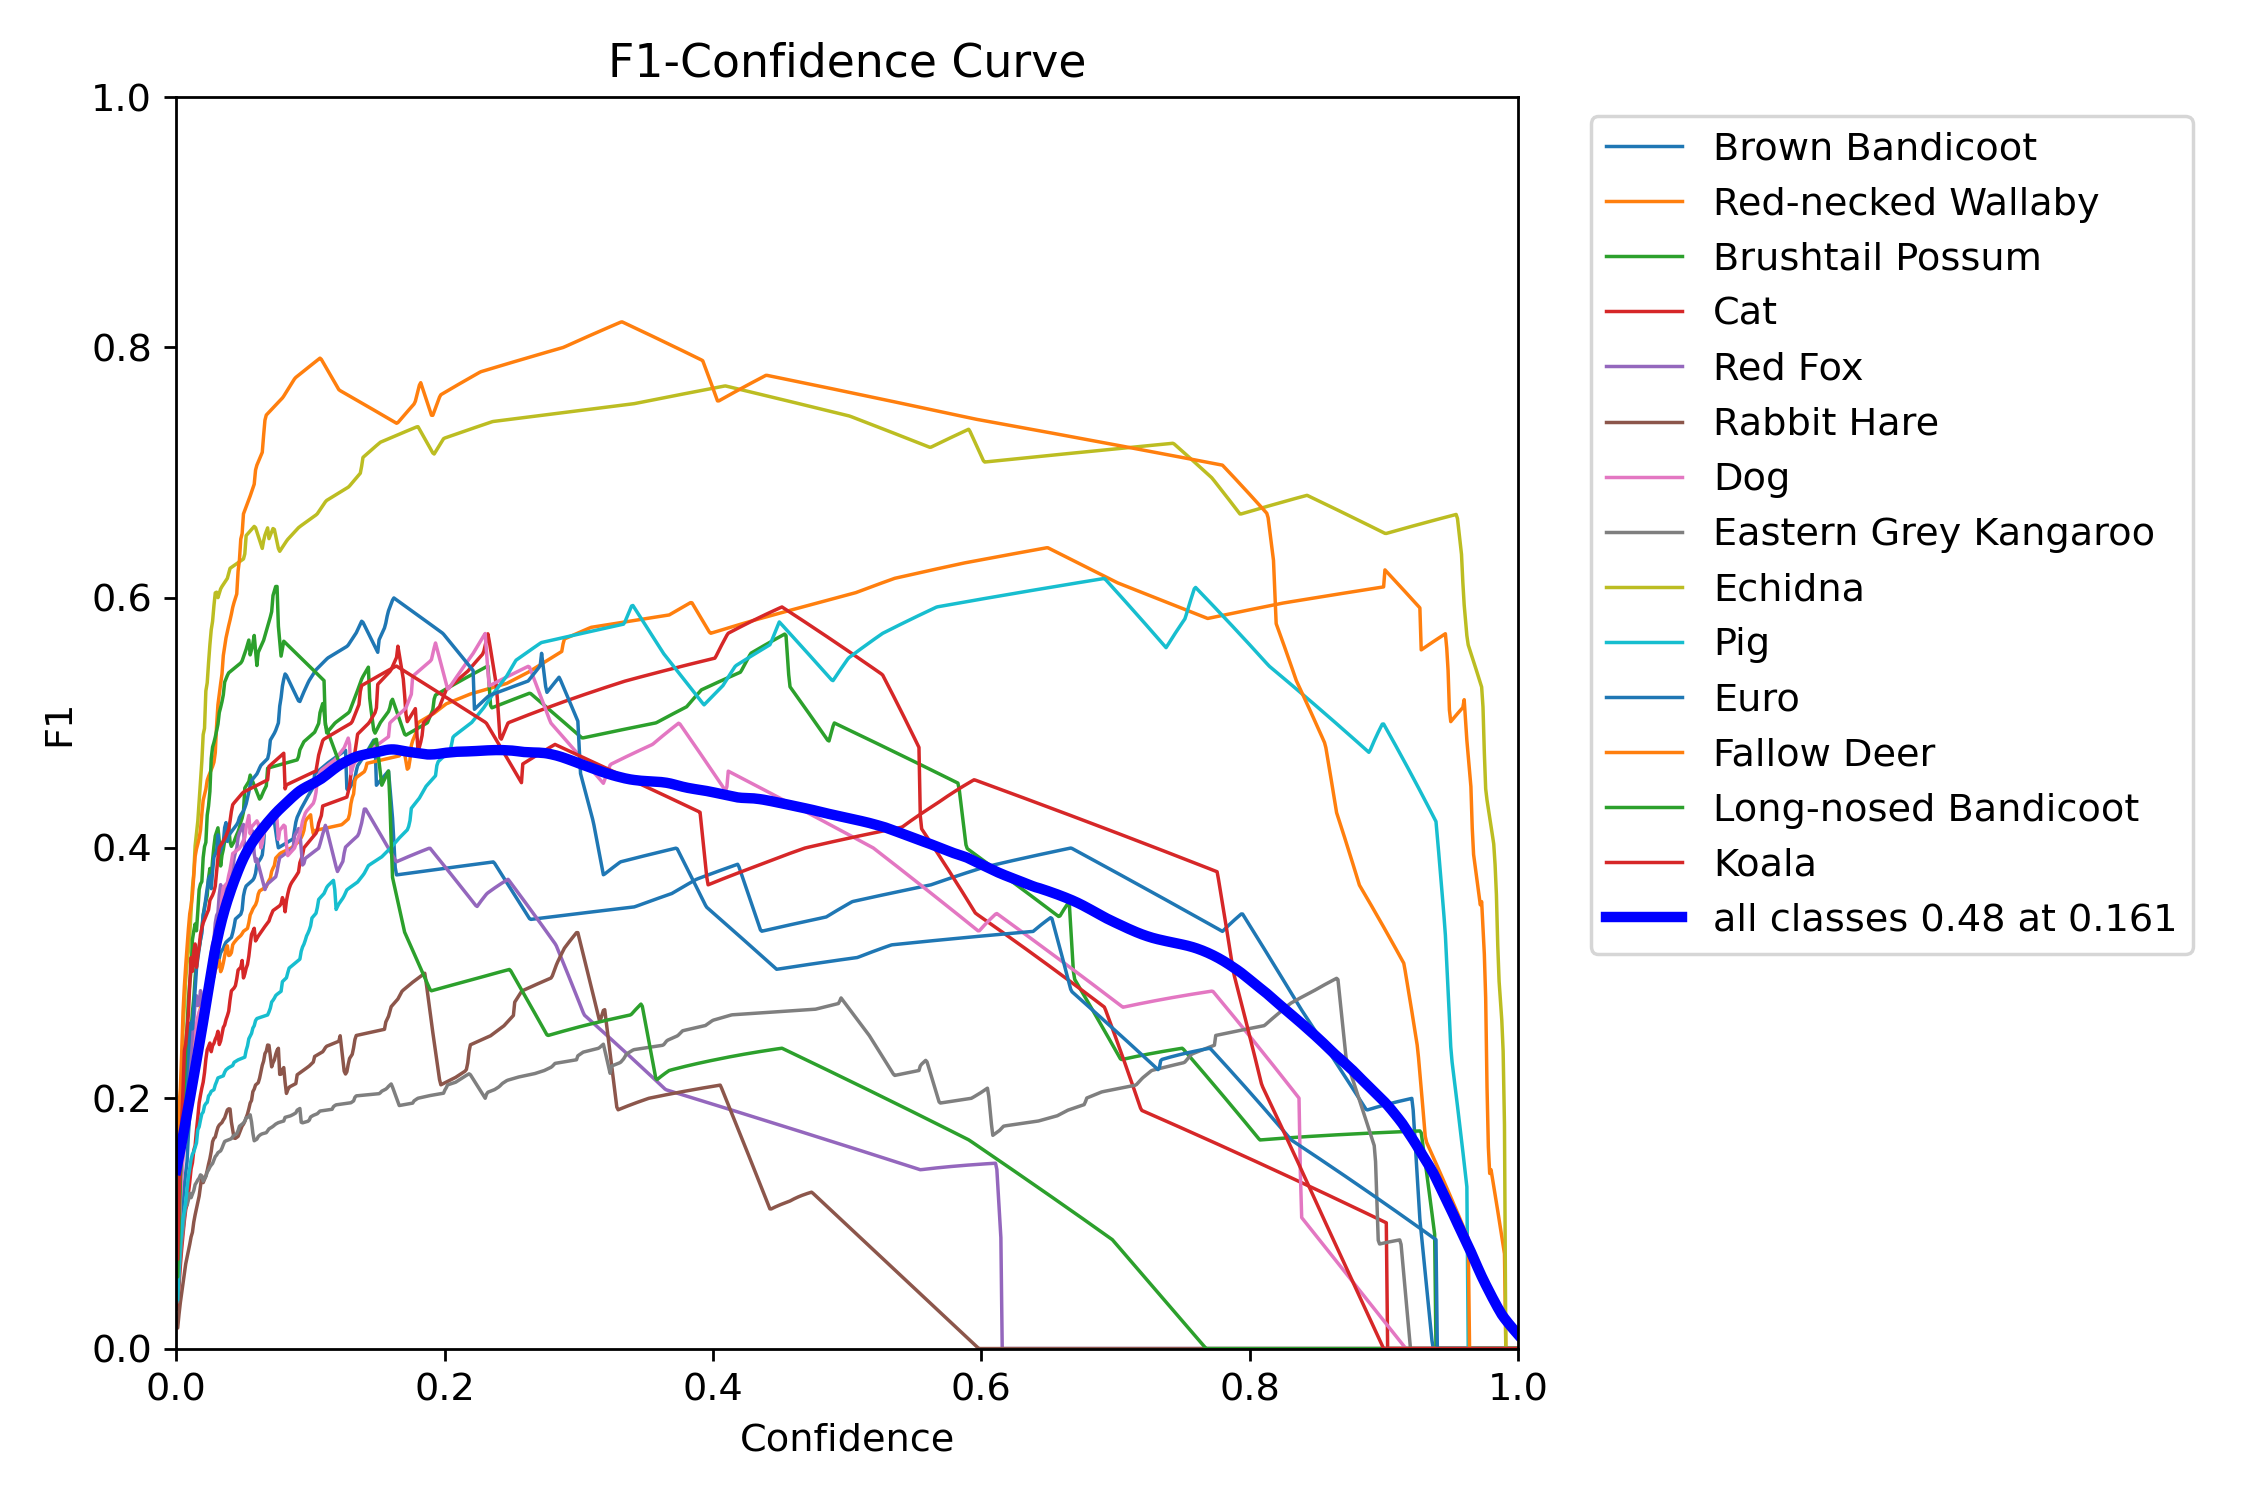 F1-Confidence Curve
1.0
0.8
0.6
0.4
0.2
0.0
F1
0.0 0.2 0.4 0.6 0.8 1.0
Confidence
Brown Bandicoot
Red-necked Wallaby
Brushtail Possum
Cat
Red Fox
Rabbit Hare
Dog
Eastern Grey Kangaroo
Echidna
Pig
Euro
Fallow Deer
Long-nosed Bandicoot
Koala
all classes 0.48 at 0.161